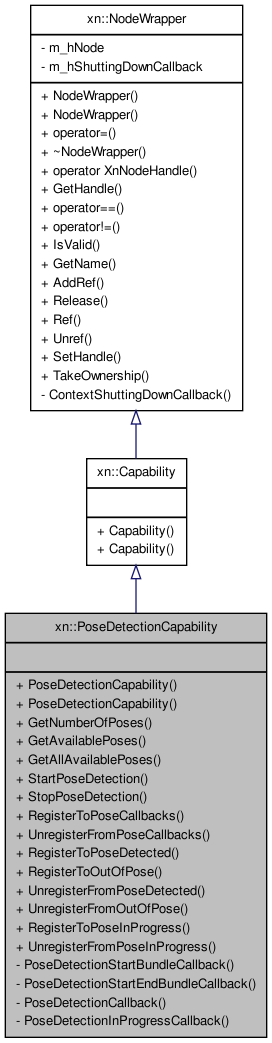 xn::NodeWrapper
- m_hNode
- m_hShuttingDownCallback
+ NodeWrapper()
+ NodeWrapper()
+ operator=()
+ ~NodeWrapper()
+ operator XnNodeHandle()
+ GetHandle()
+ operator==()
+ operator!=()
+ IsValid()
+ GetName()
+ AddRef()
+ Release()
+ Ref()
+ Unref()
+ SetHandle()
+ TakeOwnership()
- ContextShuttingDownCallback()
xn::Capability
+ Capability()
+ Capability()
xn::PoseDetectionCapability
+ PoseDetectionCapability()
+ PoseDetectionCapability()
+ GetNumberOfPoses()
+ GetAvailablePoses()
+ GetAllAvailablePoses()
+ StartPoseDetection()
+ StopPoseDetection()
+ RegisterToPoseCallbacks()
+ UnregisterFromPoseCallbacks()
+ RegisterToPoseDetected()
+ RegisterToOutOfPose()
+ UnregisterFromPoseDetected()
+ UnregisterFromOutOfPose()
+ RegisterToPoseInProgress()
+ UnregisterFromPoseInProgress()
- PoseDetectionStartBundleCallback()
- PoseDetectionStartEndBundleCallback()
- PoseDetectionCallback()
- PoseDetectionInProgressCallback()